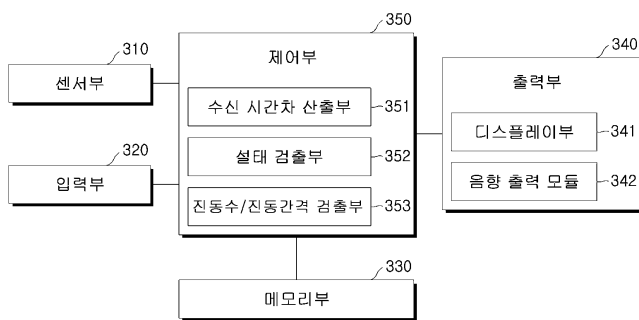 310
센서부
320
입력부
350
제어부
수신 시간차 산출부
351
설태 검출부
352
진동수/진동간격 검출부
353
340
출력부
디스플레이부
341
음향 출력 모듈
342
330
메모리부